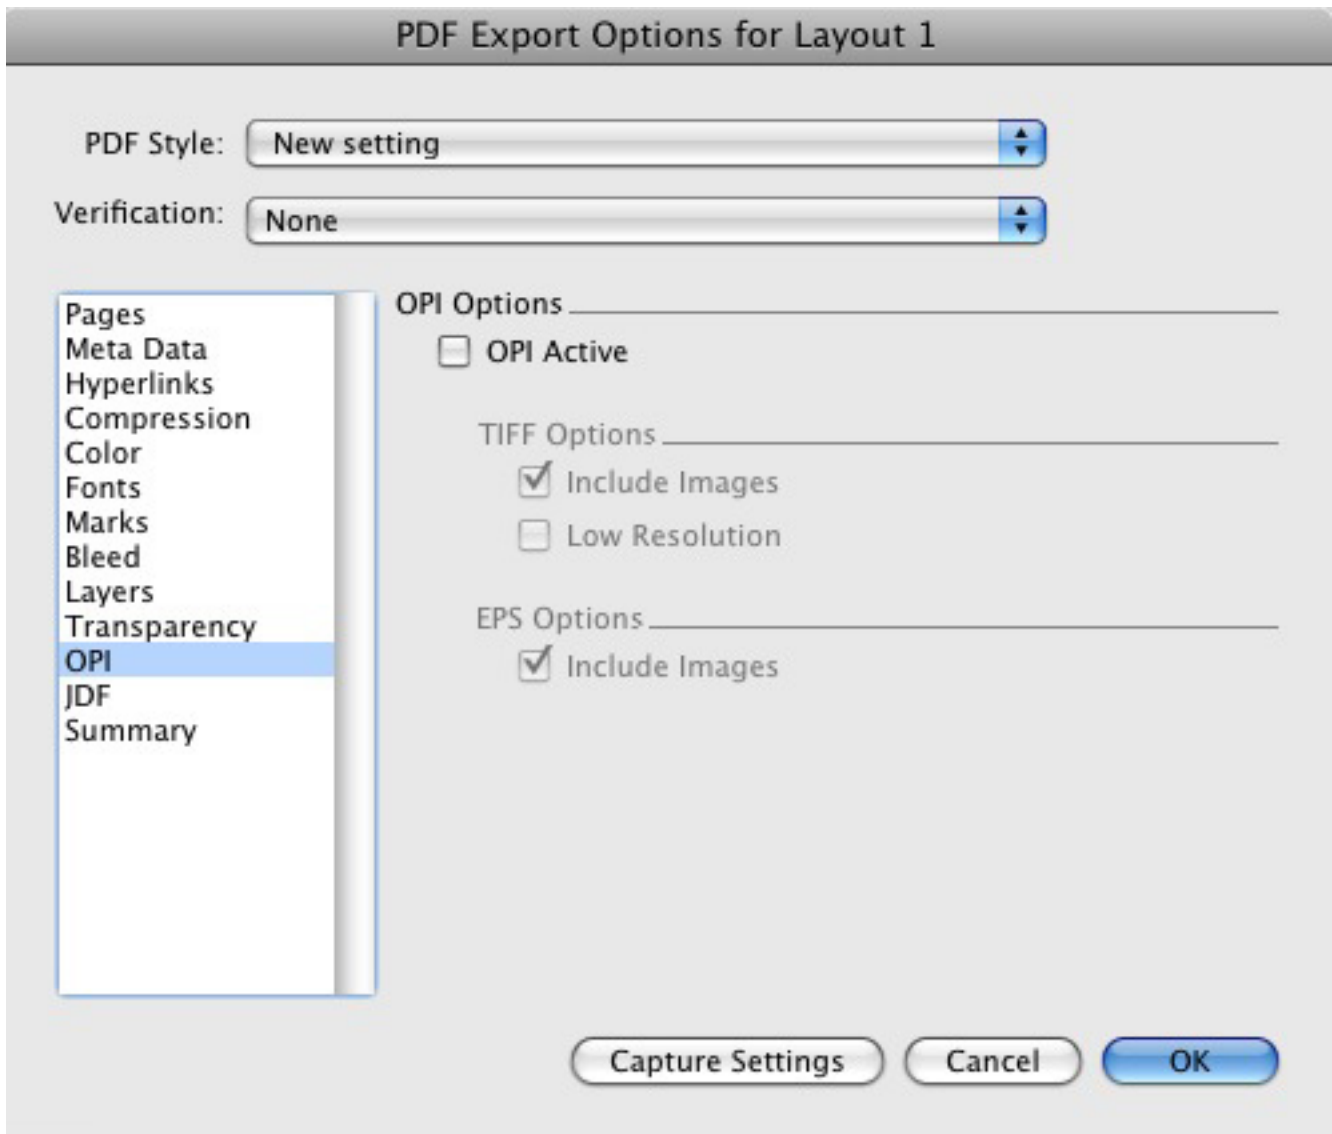 PDF Export Options for Layout 1
PDF Style: New setting
Verification: None
Pages
Meta Data
Hyperlinks
Compression
Color
Fonts
Marks
Bleed
Layers
Transparency
OPI
JDF
Summary
OPI Options
OPI Active
TIFF Options
Include Images
Low Resolution
EPS Options
Include Images
Capture Settings Cancel OK